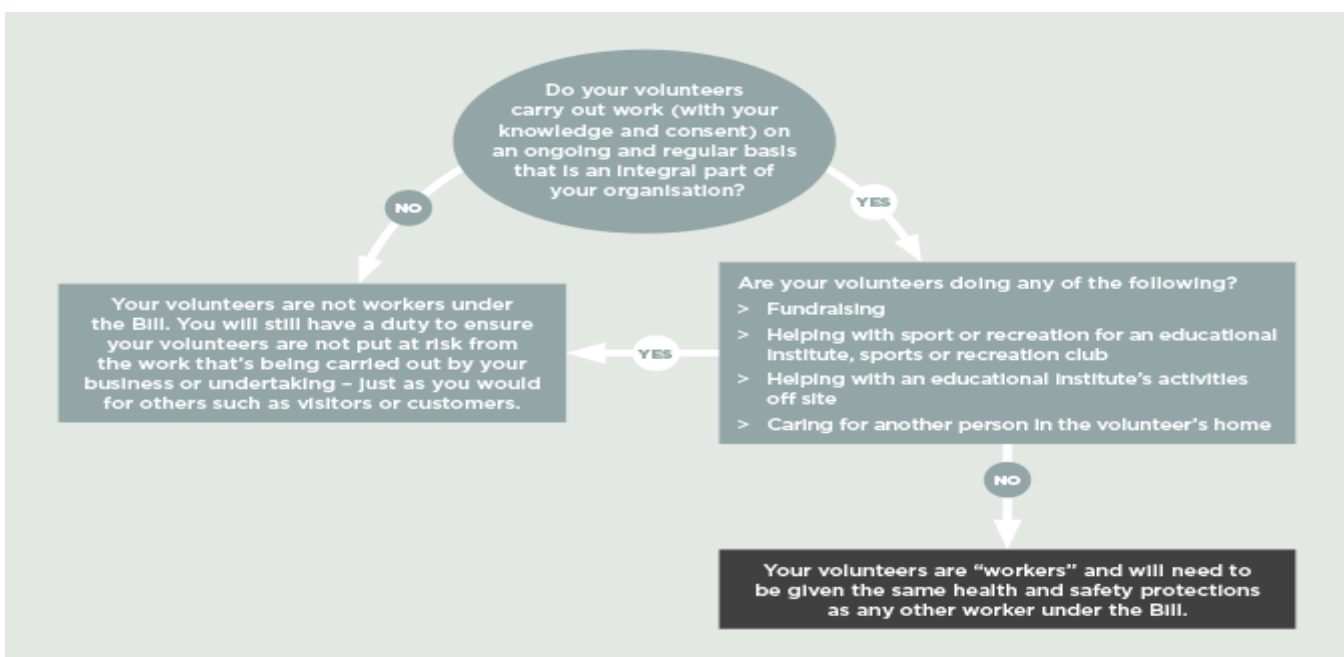 Do your volunteers
carry out work (with your
knowledge and consent) on
an ongoing and regular basis
that is an integral part of
your organisation?
NO
YES
Your volunteers are not workers under
the Bill. You will still have a duty to ensure
your volunteers are not put at risk from
the work that's being carried out by your
business or undertaking – just as you would
for others such as visitors or customers.
YES
Are your volunteers doing any of the following?
> Fundraising
> Helping with sport or recreation for an educational
institute, sports or recreation club
> Helping with an educational institute's activities
off site
> Caring for another person in the volunteer's home
NO
Your volunteers are "workers" and will need to
be given the same health and safety protections
as any other worker under the Bill.